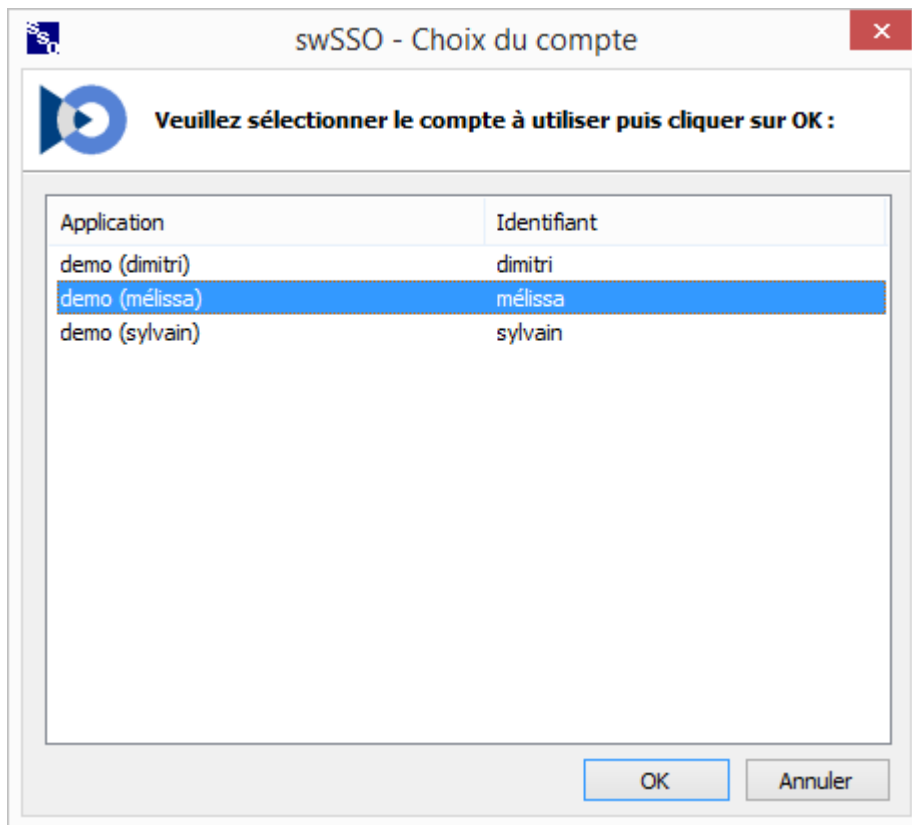 sso
swSSO - Choix du compte
Veuillez sélectionner le compte à utiliser puis cliquer sur OK :
Application Identifiant
demo (dimitri) dimitri
demo (mélissa) mélissa
demo (sylvain) sylvain
OK Annuler